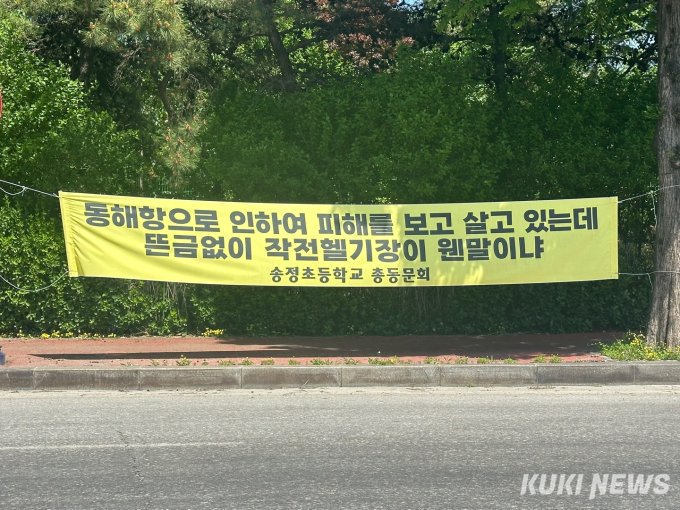 동해항으로 인하여 피해를 보고 살고 있는데
뜬금없이 작전헬기장이 웬말이냐
송정초등학교 총동문회
KUKI NEWS